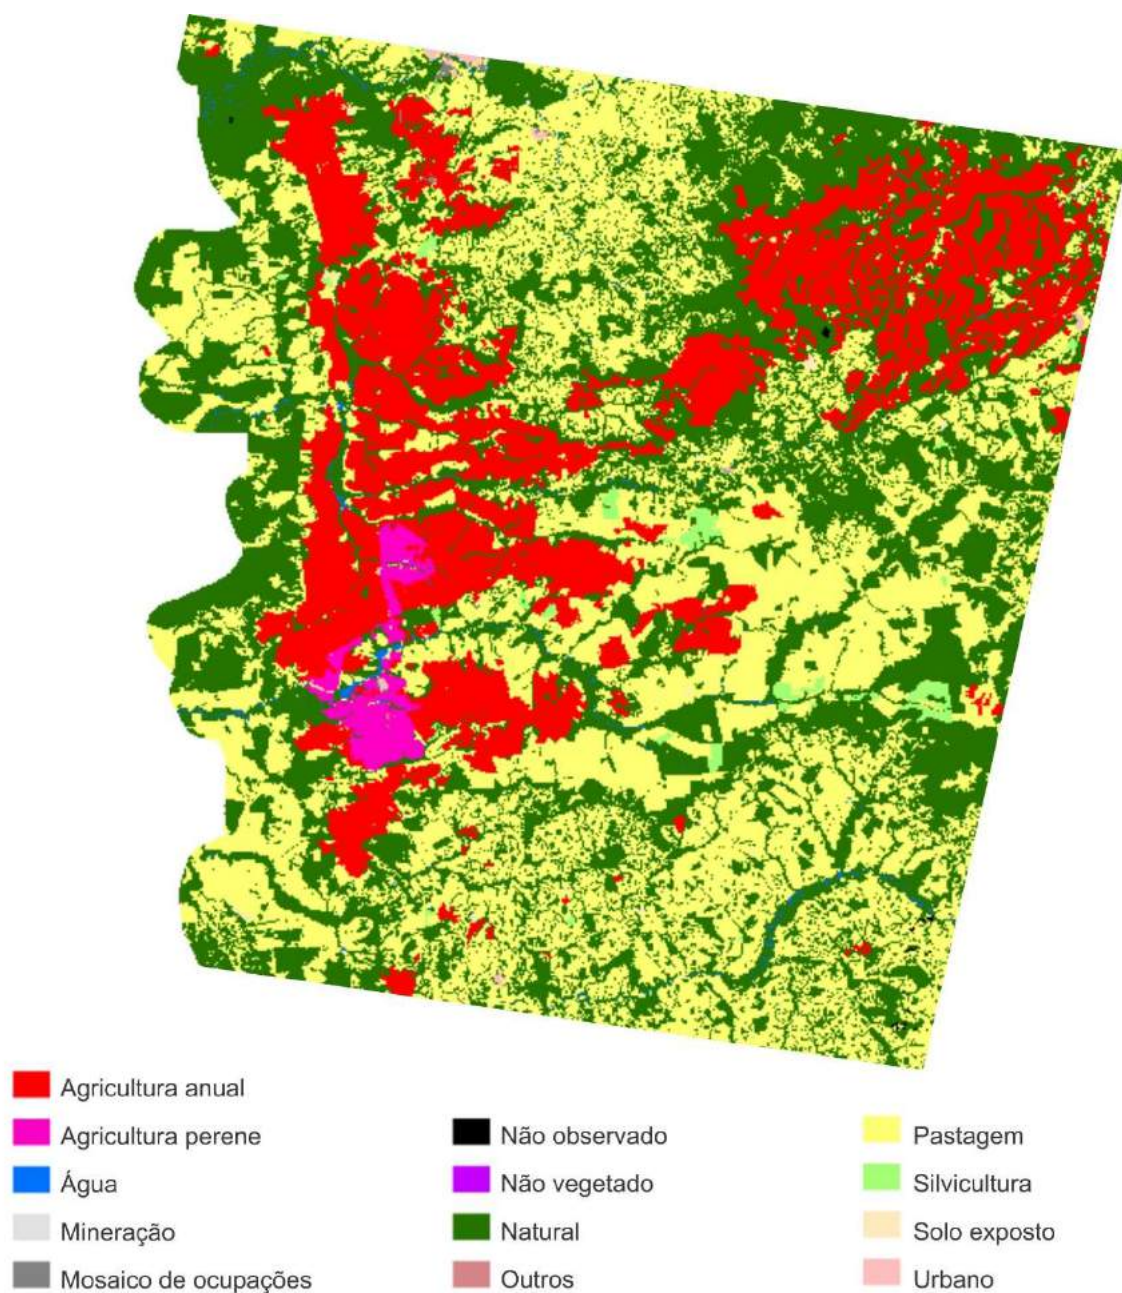 Agricultura anual
Agricultura perene
Água
Mineração
Mosaico de ocupações
Não observado
Não vegetado
Natural
Outros
Pastagem
Silvicultura
Solo exposto
Urbano